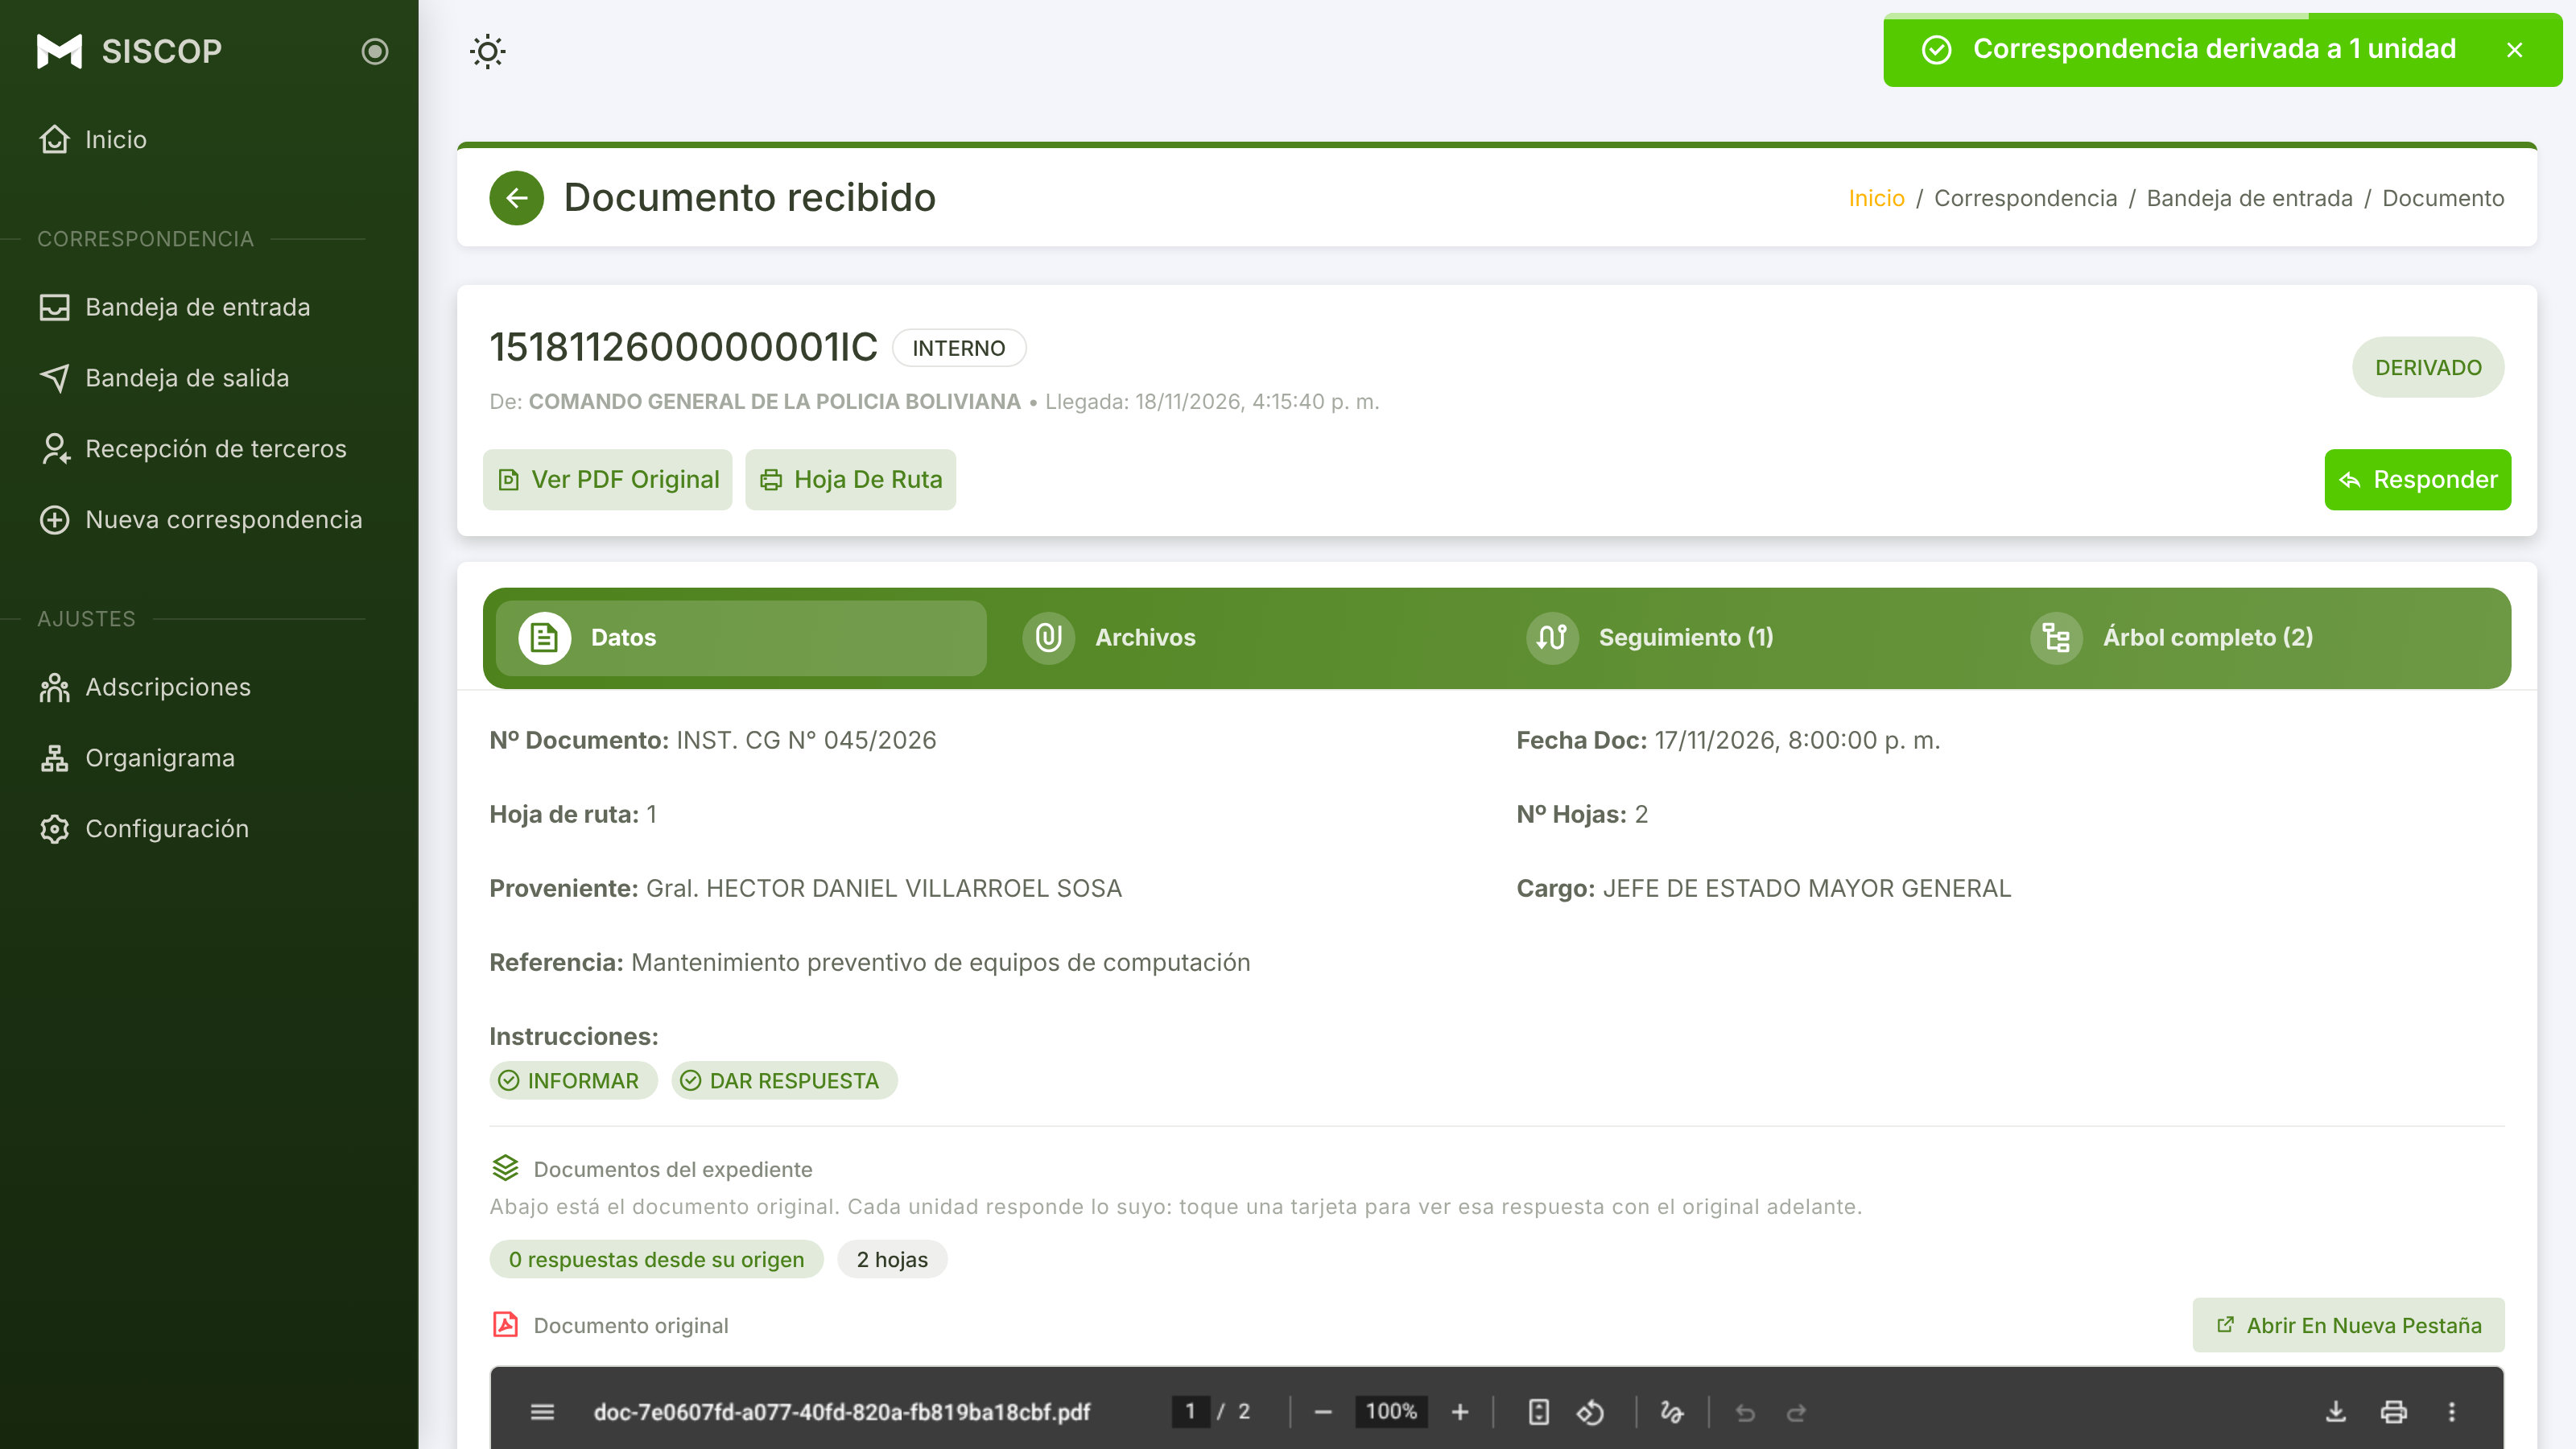 SISCOP
Correspondencia derivada a 1 unidad
Inicio
CORRESPONDENCIA
Bandeja de entrada
Bandeja de salida
Recepción de terceros
Nueva correspondencia
AJUSTES
Adscripciones
Organigrama
Configuración
Documento recibido
Inicio / Correspondencia / Bandeja de entrada / Documento
1518112600000001IC INTERNO
DERIVADO
De: COMANDO GENERAL DE LA POLICIA BOLIVIANA • Llegada: 18/11/2026, 4:15:40 p. m.
Ver PDF Original Hoja De Ruta
Responder
Datos Archivos Seguimiento (1) Árbol completo (2)
Nº Documento: INST. CG N° 045/2026
Fecha Doc: 17/11/2026, 8:00:00 p. m.
Hoja de ruta: 1
Nº Hojas: 2
Proveniente: Gral. HECTOR DANIEL VILLARROEL SOSA
Cargo: JEFE DE ESTADO MAYOR GENERAL
Referencia: Mantenimiento preventivo de equipos de computación
Instrucciones:
INFORMAR DAR RESPUESTA
Documentos del expediente
Abajo está el documento original. Cada unidad responde lo suyo: toque una tarjeta para ver esa respuesta con el original adelante.
0 respuestas desde su origen 2 hojas
Documento original
Abrir En Nueva Pestaña
doc-7e0607fd-a077-40fd-820a-fb819ba18cbf.pdf 1 / 2 100%